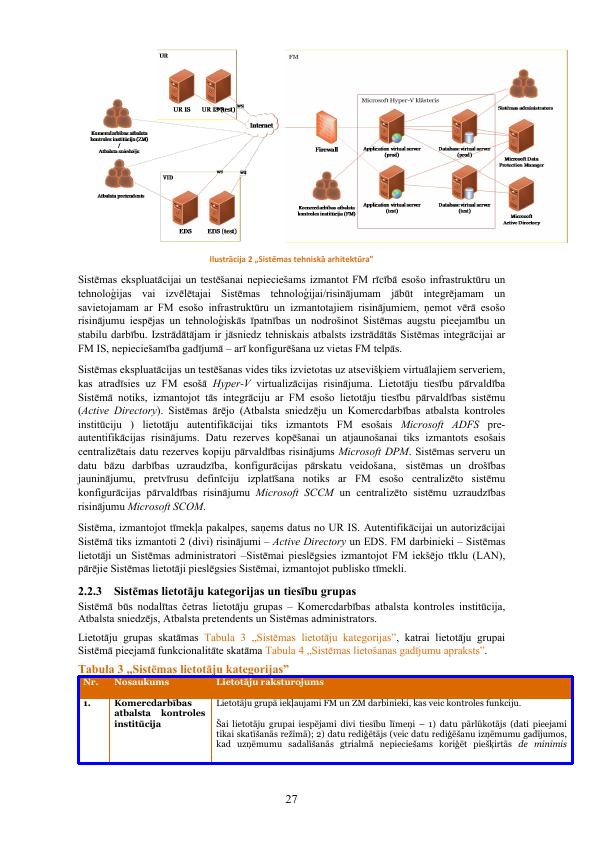 UR
FM
UR IS
Microsoft Hyper-V klāsteris
Internet
Firewall
Application virtual server
(prod)
Database virtual server
(prod)
Sistēmas administrators
Microsoft Data
Protection Manager
Komercdarbības atbalsta
kontroles institūcija (ZM)
/
Atbalsta sniedzējs
Atbalsta pretendents
VID
EDS
EDS (test)
Komercdarbības atbalsta
kontroles institūcija (FM)
Application virtual server
(test)
Database virtual server
(test)
Microsoft
Active Directory
Ilustrācija 2 „Sistēmas tehniskā arhitektūra”
Sistēmas ekspluatācijai un testēšanai nepieciešams izmantot FM rīcībā esošo infrastruktūru un
tehnoloģijas vai izvēlētajai Sistēmas tehnoloģijai/risinājumam jābūt integrējamam un
savietojamam ar FM esošo infrastruktūru un izmantotajiem risinājumiem, ņemot vērā esošo
risinājumu iespējas un tehnoloģiskās īpatnības un nodrošinot Sistēmas augstu pieejamību un
stabilu darbību. Izstrādātājam ir jāsniedz tehniskais atbalsts izstrādātās Sistēmas integrācijai ar
FM IS, nepieciešamība gadījumā – arī konfigurēšana uz vietas FM telpās.
Sistēmas ekspluatācijas un testēšanas vides tiks izvietotas uz atsevišķiem virtuālajiem serveriem,
kas atradīsies uz FM esošā Hyper-V virtualizācijas risinājuma. Lietotāju tiesību pārvaldība
Sistēmā notiks, izmantojot tās integrāciju ar FM esošo lietotāju tiesību pārvaldības sistēmu
(Active Directory). Sistēmas ārējo (Atbalsta sniedzēju un Komercdarbības atbalsta kontroles
institūciju ) lietotāju autentifikācijai tiks izmantots FM esošais Microsoft ADFS pre-
autentifikācijas risinājums. Datu rezerves kopēšanai un atjaunošanai tiks izmantots esošais
centralizētais datu rezerves kopiju pārvaldības risinājums Microsoft DPM. Sistēmas serveru un
datu bāzu darbības uzraudzība, konfigurācijas pārskatu veidošana, sistēmas un drošības
jauninājumu, pretvīrusu definīciju izplatīšana notiks ar FM esošo centralizēto sistēmu
konfigurācijas pārvaldības risinājumu Microsoft SCCM un centralizēto sistēmu uzraudzības
risinājumu Microsoft SCOM.
Sistēma, izmantojot tīmekļa pakalpes, saņems datus no UR IS. Autentifikācijai un autorizācijai
Sistēmā tiks izmantoti 2 (divi) risinājumi – Active Directory un EDS. FM darbinieki – Sistēmas
lietotāji un Sistēmas administratori –Sistēmai pieslēgsies izmantojot FM iekšējo tīklu (LAN),
pārējie Sistēmas lietotāji pieslēgsies Sistēmai, izmantojot publisko tīmekli.
2.2.3 Sistēmas lietotāju kategorijas un tiesību grupas
Sistēmā būs nodalītas četras lietotāju grupas – Komercdarbības atbalsta kontroles institūcija,
Atbalsta sniedzējs, Atbalsta pretendents un Sistēmas administrators.
Lietotāju grupas skatāmas Tabula 3 „Sistēmas lietotāju kategorijas”, katrai lietotāju grupai
Sistēmā pieejamā funkcionalitāte skatāma Tabula 4 „Sistēmas lietošanas gadījumu apraksts”.
Tabula 3 „Sistēmas lietotāju kategorijas”
Nr. Nosaukums Lietotāju raksturojums
1. Komercdarbības atbalsta kontroles institūcija
Lietotāju grupā iekļaujami FM un ZM darbinieki, kas veic kontroles funkciju.
Šai lietotāju grupai iespējami divi tiesību līmeņi – 1) datu pārlūkotājs (dati pieejami
tikai skatīšanās režīmā); 2) datu rediģētājs (veic datu rediģēšanu izņēmumu gadījumos,
kad uzņēmumu sadalīšanās gtrialmā nepieciešams koriģēt piešķirtās de minimis
27